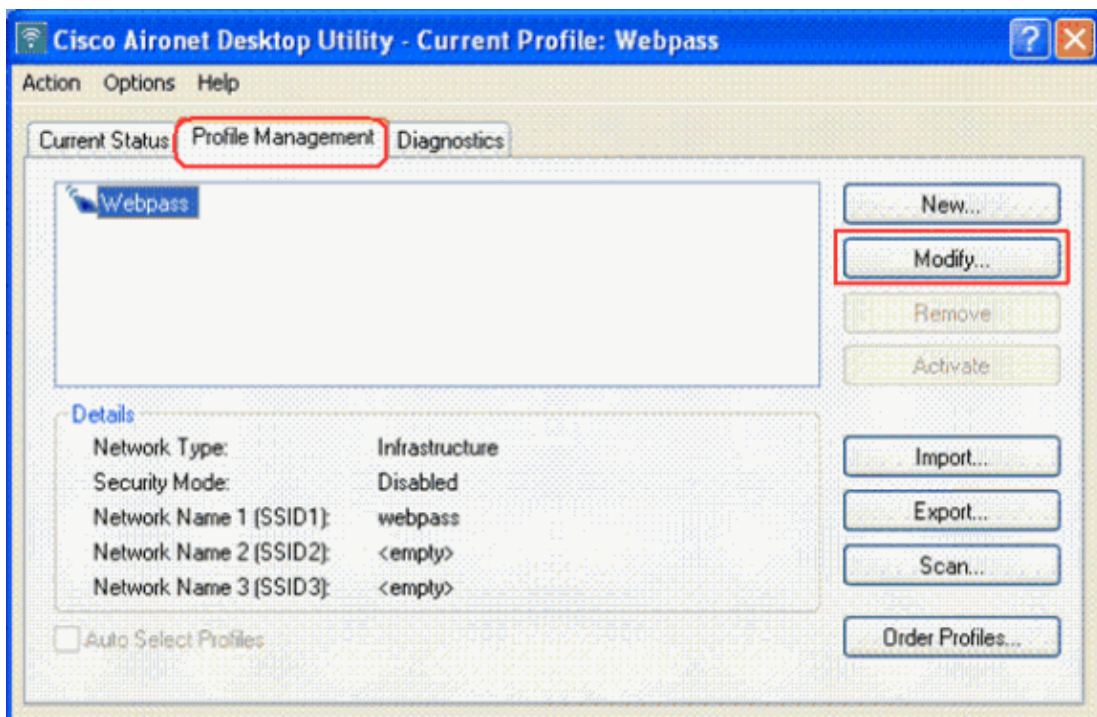 Cisco Aironet Desktop Utility - Current Profile: Webpass
Action Options Help
Current Status Profile Management Diagnostics
Webpass
New...
Modify...
Remove
Activate
Details
Network Type: Infrastructure
Security Mode: Disabled
Network Name 1 (SSID1): webpass
Network Name 2 (SSID2): <empty>
Network Name 3 (SSID3): <empty>
Import...
Export...
Scan...
Auto Select Profiles
Order Profiles...